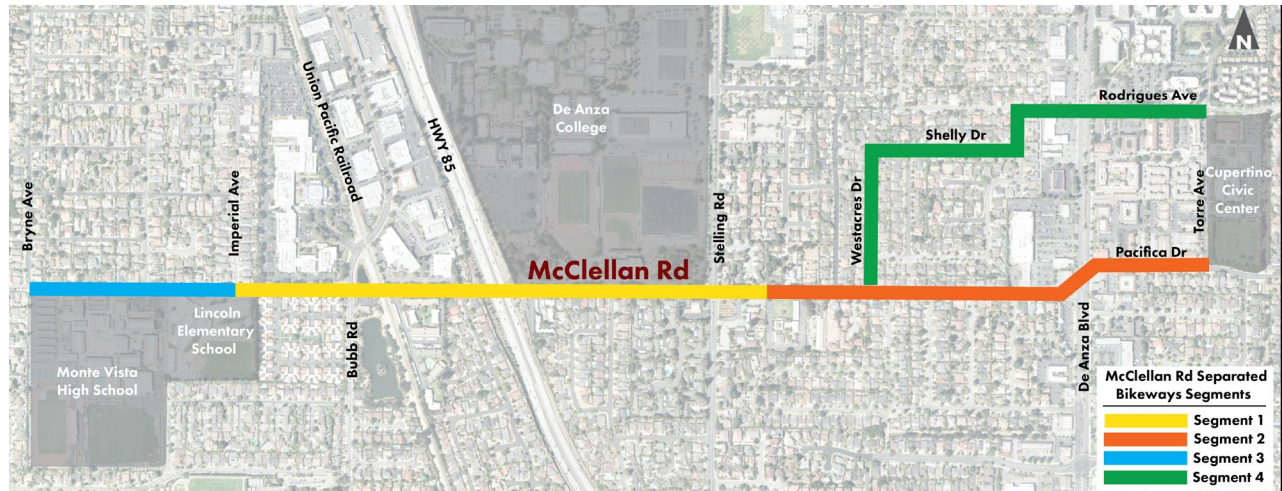 N
Rodrigues Ave
De Anza
College
Shelly Dr
Union Pacific Railroad
HWY 85
Cupertino
Civic
Center
Bryne Ave
Imperial Ave
Stelling Rd
Westacres Dr
Torre Ave
Pacifica Dr
McClellan Rd
Lincoln
Elementary
School
Bubb Rd
De Anza Blvd
Monte Vista
High School
McClellan Rd Separated
Bikeways Segments
Segment 1
Segment 2
Segment 3
Segment 4